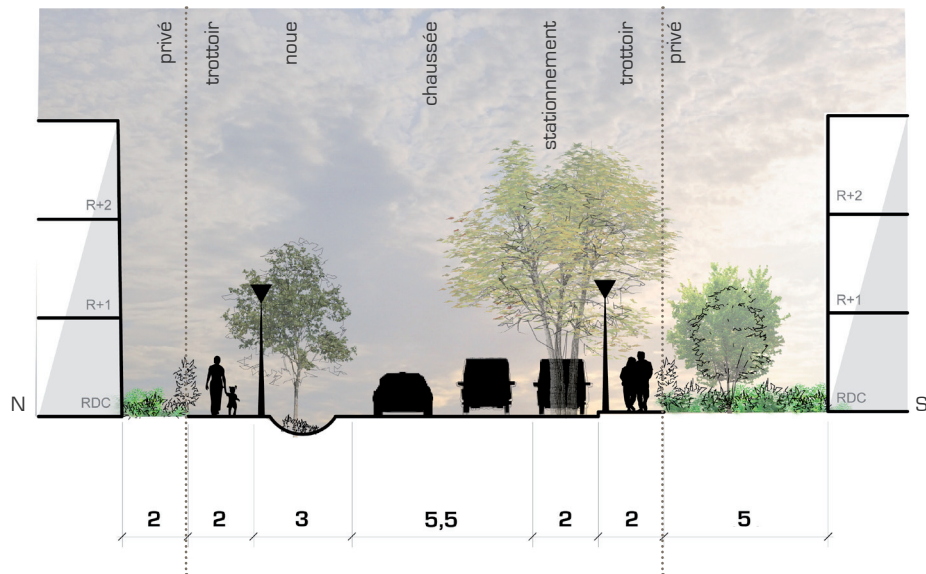 privé
trottoir
noue
chaussée
stationnement
trottoir
privé
R+2
R+2
R+1
R+1
N
RDC
RDC
S
2
2
3
5,5
2
2
5